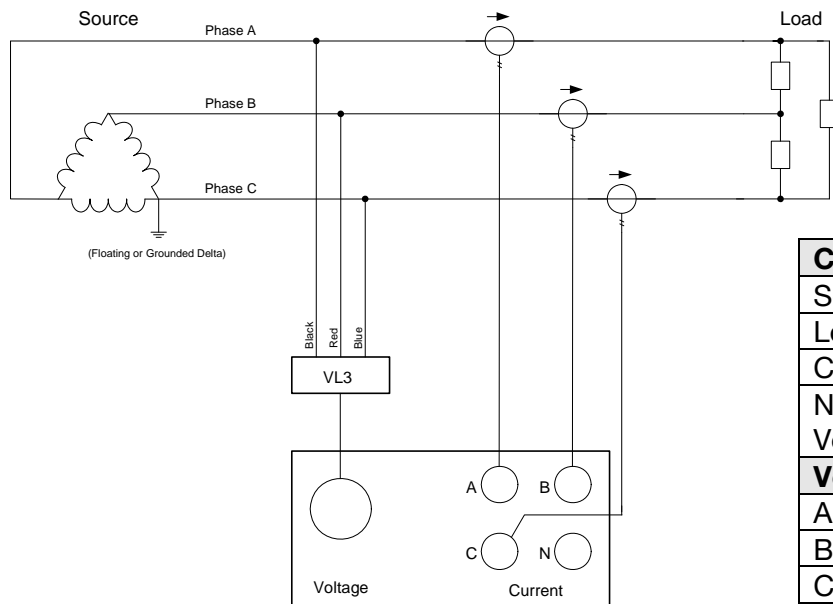 Source
Load
Phase A
Phase B
Phase C
(Floating or Grounded Delta)
Black
Red
Blue
VL3
A
B
C
N
Voltage
Current
C
S
C
N
V
A
B
C